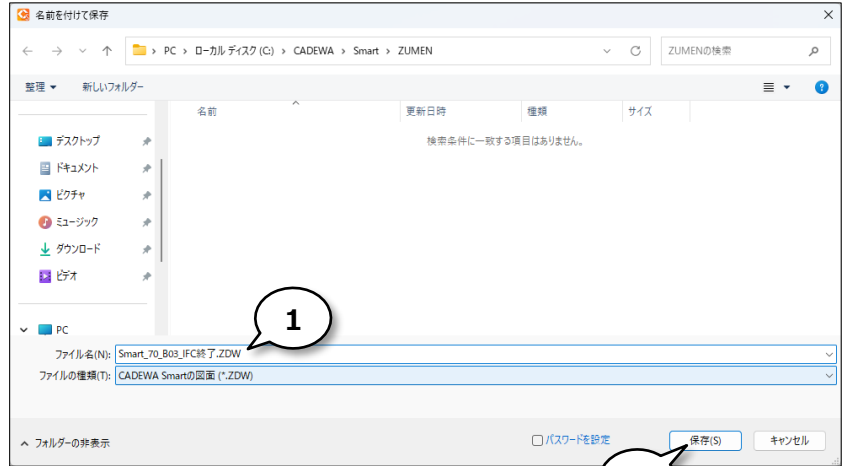 名前を付けて保存
PC › ローカル ディスク (C:) › CADEWA › Smart › ZUMEN
ZUMENの検索
整理
新しいフォルダー
名前 更新日時 種類 サイズ
検索条件に一致する項目はありません。
デスクトップ
ドキュメント
ピクチャ
ミュージック
ダウンロード
ビデオ
PC
1
ファイル名(N): Smart_70_B03_IFC終了.ZDW
ファイルの種類(T): CADEWA Smartの図面 (*.ZDW)
フォルダーの非表示
パスワードを設定
保存(S)
キャンセル